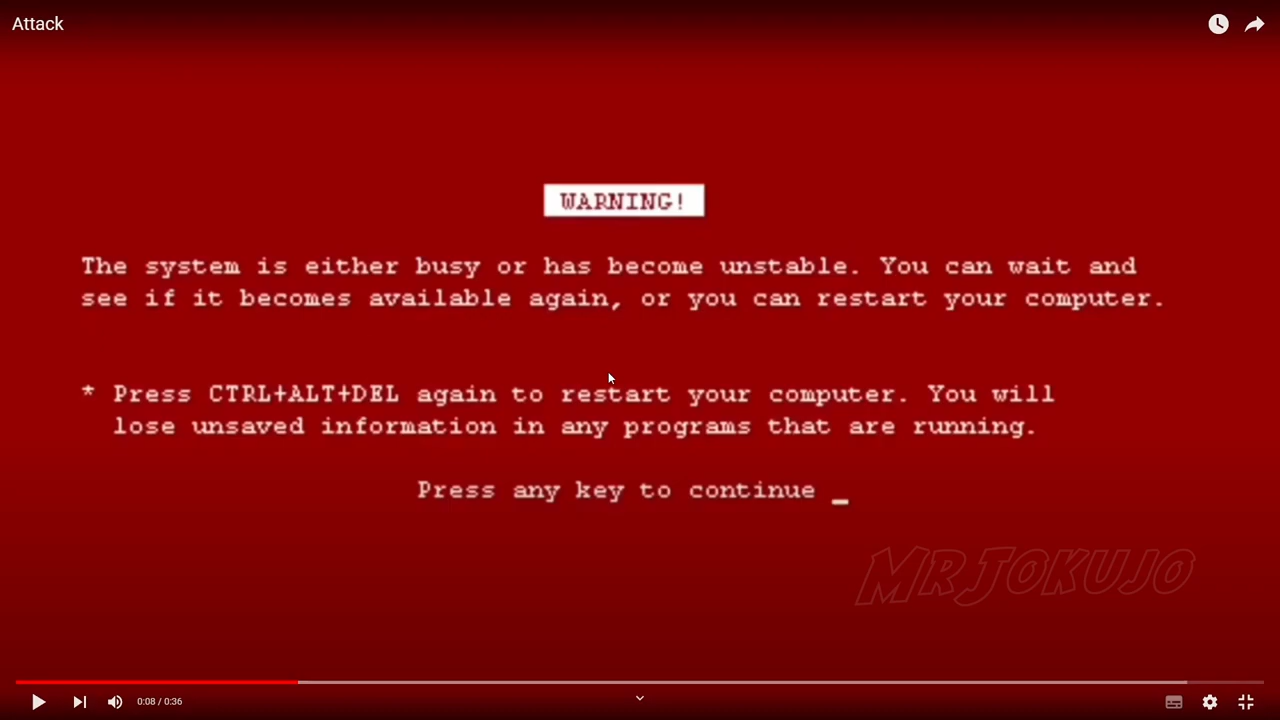 Attack
WARNING!
The system is either busy or has become unstable. You can wait and
see if it becomes available again, or you can restart your computer.
* Press CTRL+ALT+DEL again to restart your computer. You will
lose unsaved information in any programs that are running.
Press any key to continue _
MRJOKUJO
0:08 / 0:36